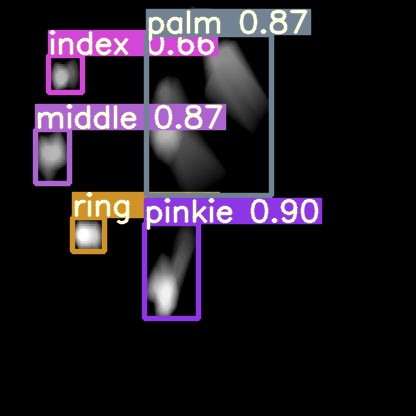 palm 0.87
index 0.66
middle 0.87
ring
pinkie 0.90